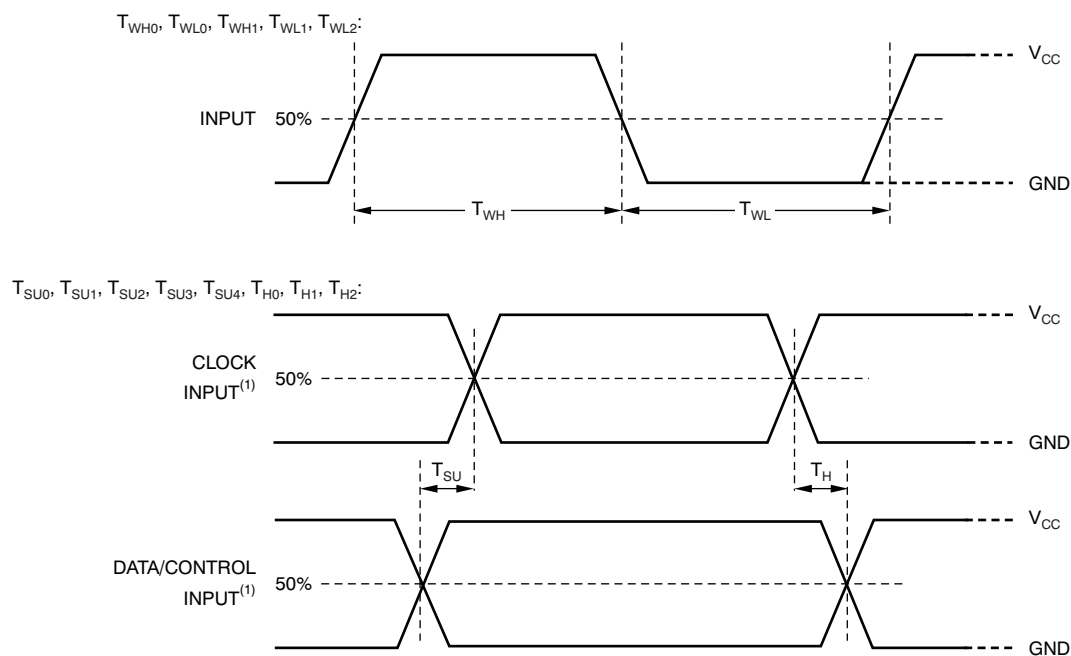 T_WH0, T_WL0, T_WH1, T_WL1, T_WL2:
V_CC
INPUT 50%
GND
T_WH T_WL
T_SU0, T_SU1, T_SU2, T_SU3, T_SU4, T_H0, T_H1, T_H2:
V_CC
CLOCK
INPUT(1) 50%
GND
T_SU T_H
V_CC
DATA/CONTROL
INPUT(1) 50%
GND